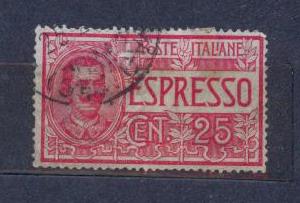 POSTE ITALIANE
ESPRESSO
CENT. 25